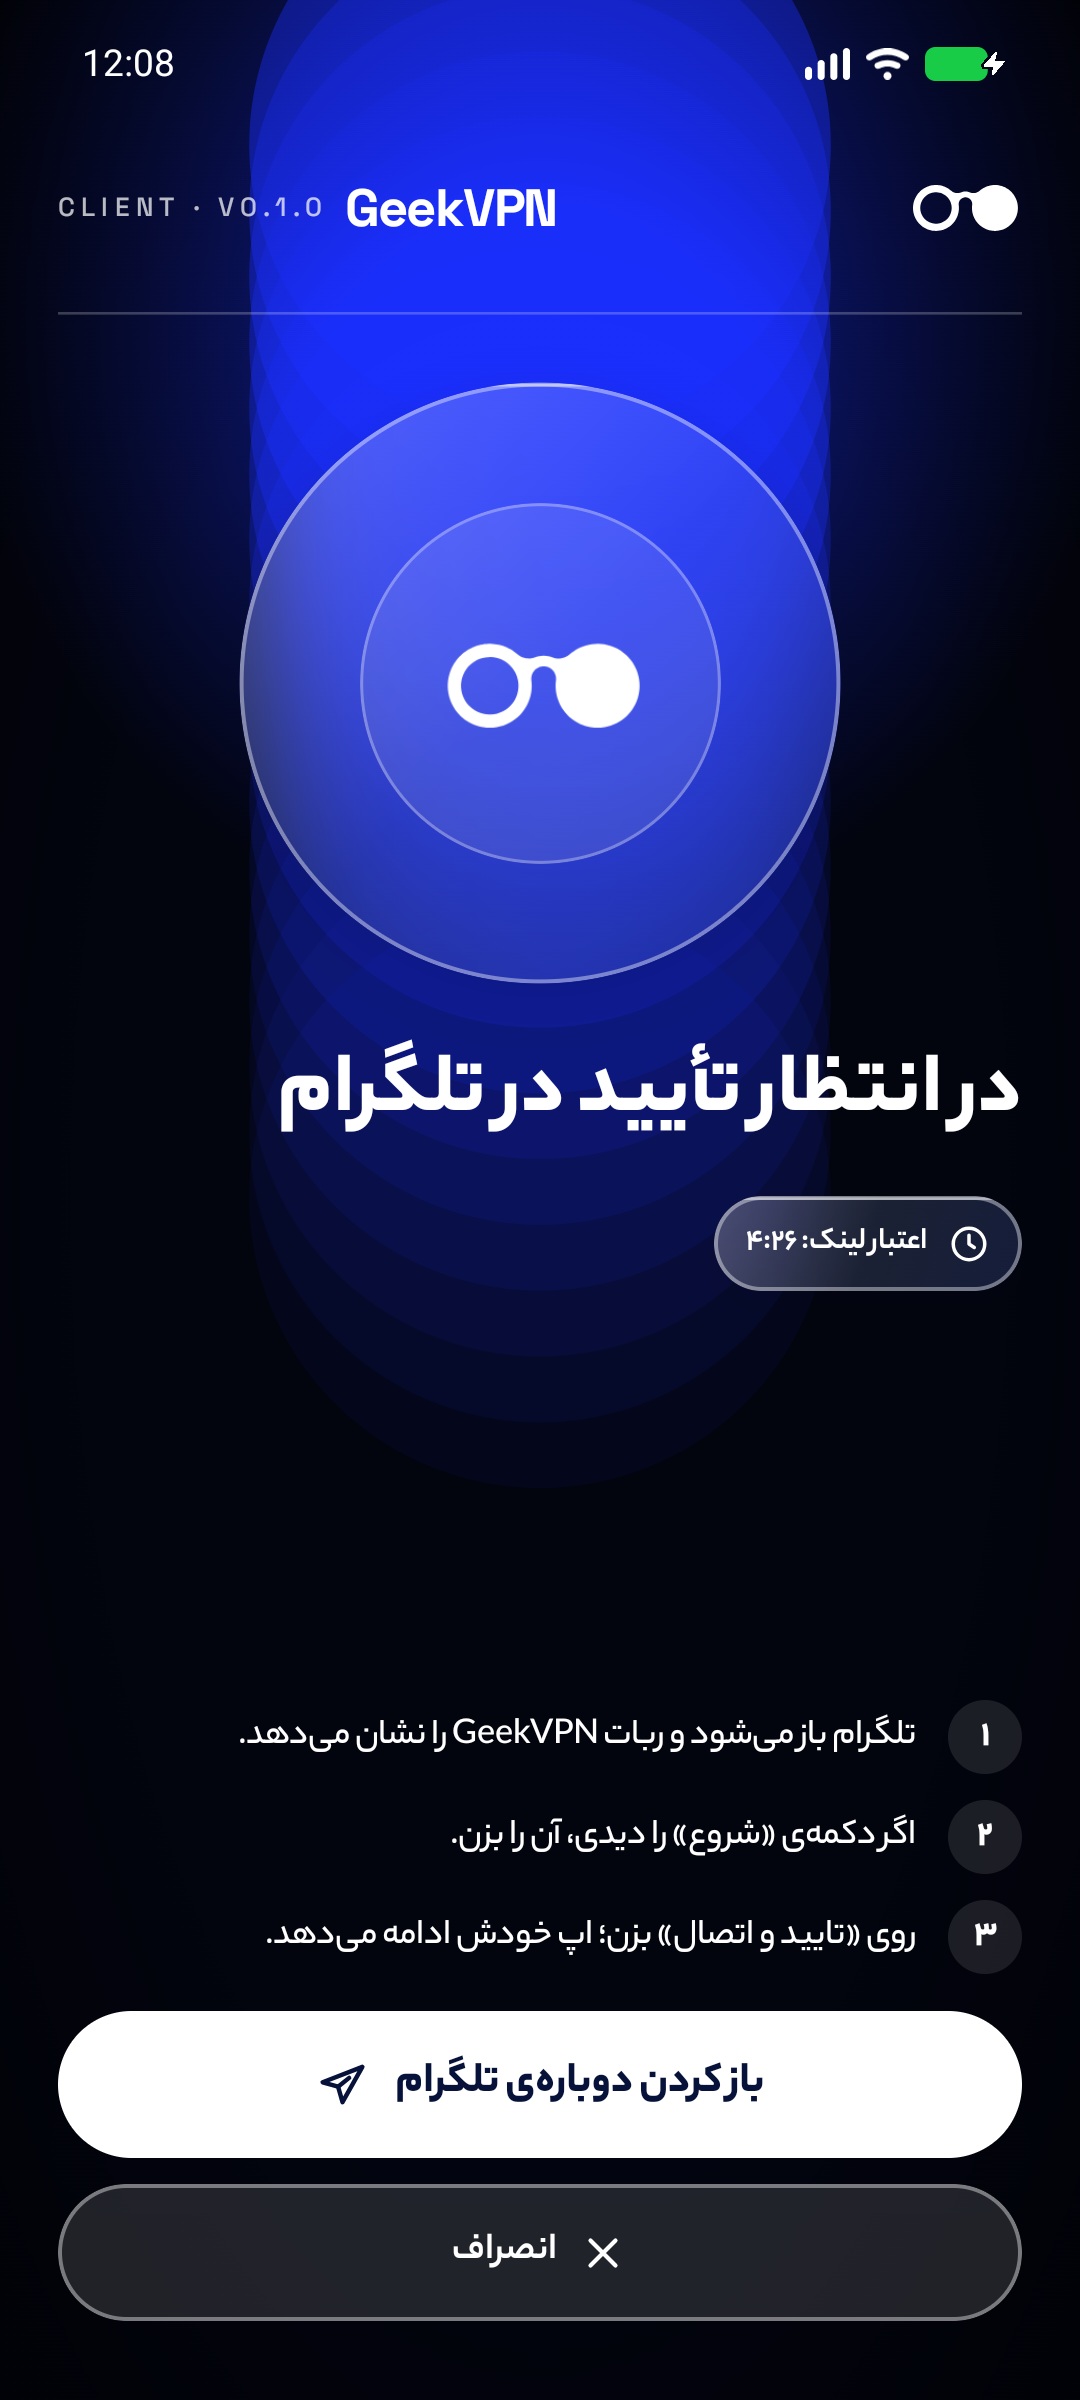 12:08
CLIENT · V0.1.0 GeekVPN
در انتظار تأیید در تلگرام
اعتبار لینک: ۴:۲۶
۱ تلگرام باز می‌شود و ربات GeekVPN را نشان می‌دهد.
۲ اگر دکمه‌ی «شروع» را دیدی، آن را بزن.
۳ روی «تایید و اتصال» بزن؛ اپ خودش ادامه می‌دهد.
باز کردن دوباره‌ی تلگرام
انصراف